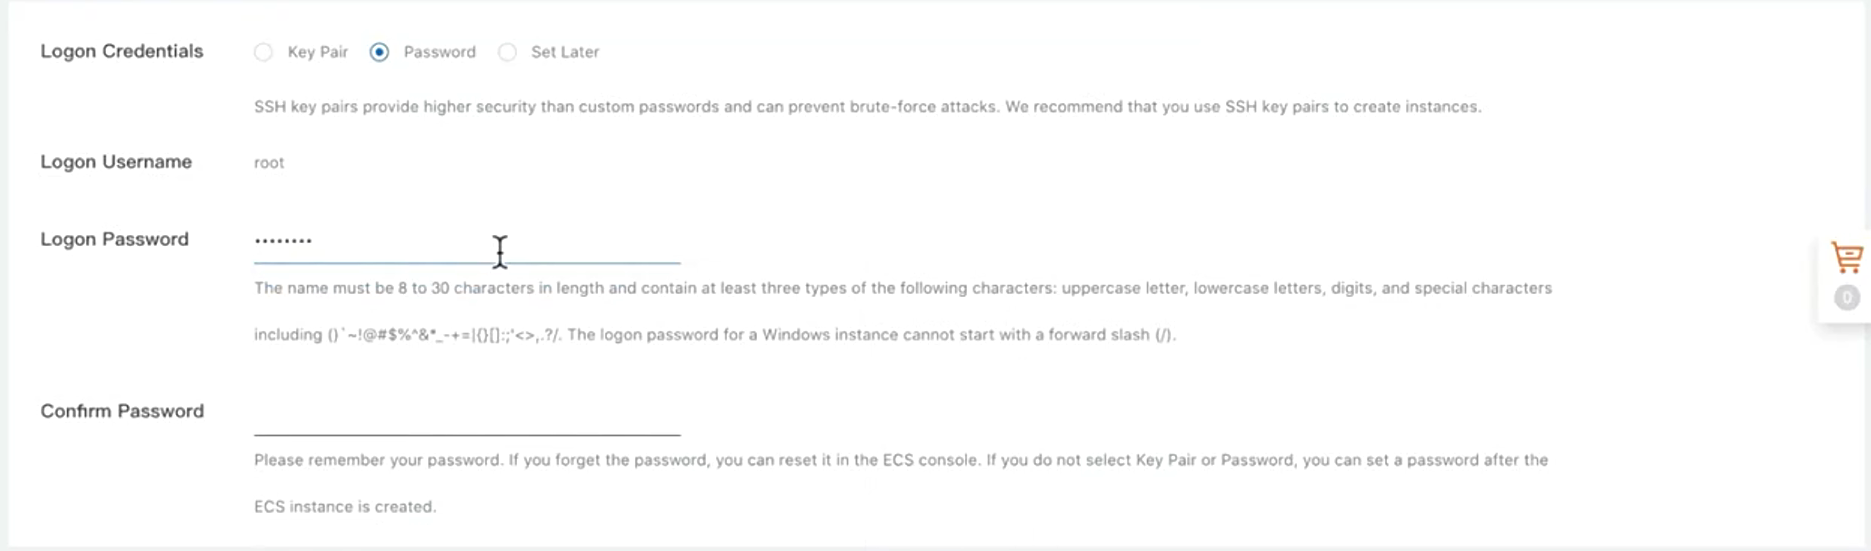 Logon Credentials Key Pair Password Set Later
SSH key pairs provide higher security than custom passwords and can prevent brute-force attacks. We recommend that you use SSH key pairs to create instances.
Logon Username root
Logon Password ••••••••
The name must be 8 to 30 characters in length and contain at least three types of the following characters: uppercase letter, lowercase letters, digits, and special characters
including ()`~!@#$%^&*_-+=|{}[]:;'<>,.?/. The logon password for a Windows instance cannot start with a forward slash (/).
0
Confirm Password
Please remember your password. If you forget the password, you can reset it in the ECS console. If you do not select Key Pair or Password, you can set a password after the
ECS instance is created.